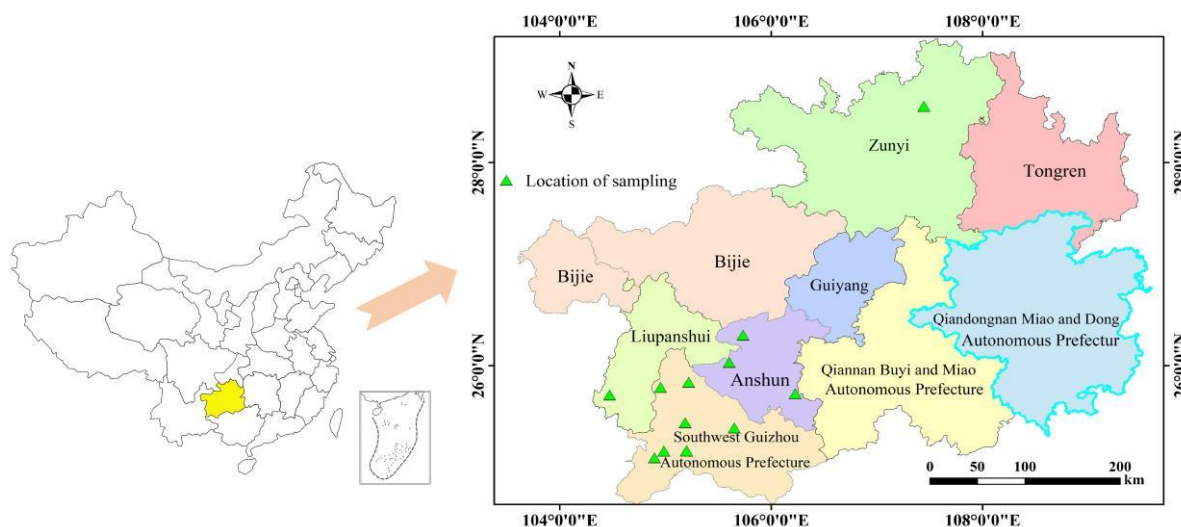 104°0'0"E 106°0'0"E 108°0'0"E
N
W E
S
Zunyi
28°0'0"N
28°0'0"N
Tongren
Location of sampling
Bijie
Bijie
Guiyang
Liupanshui
Qiandongnan Miao and Dong
Autonomous Prefectur
26°0'0"N
26°0'0"N
Anshun
Qiannan Buyi and Miao
Autonomous Prefecture
Southwest Guizhou
Autonomous Prefecture
0 50 100 200
km
104°0'0"E 106°0'0"E 108°0'0"E